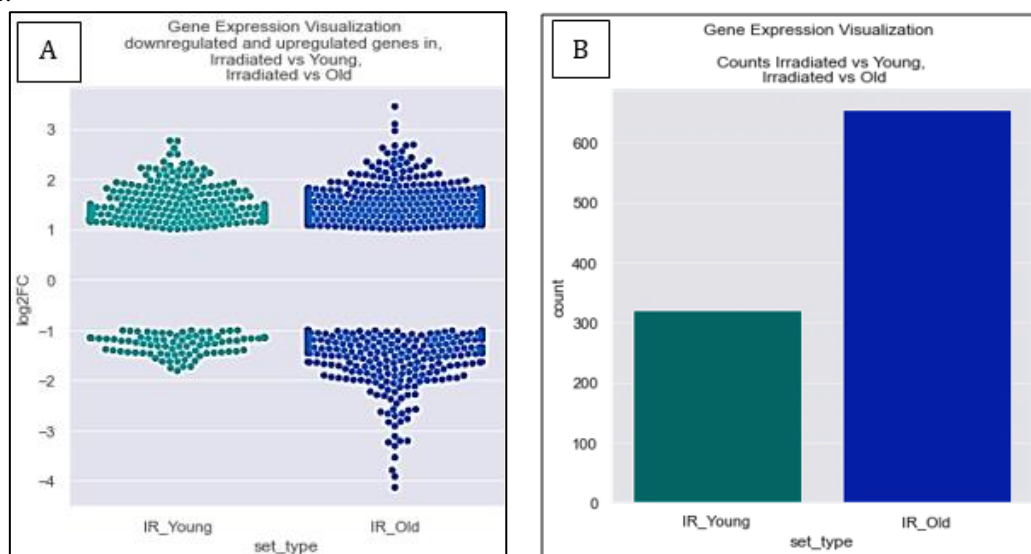 A
Gene Expression Visualization
downregulated and upregulated genes in,
Irradiated vs Young,
Irradiated vs Old
log2FC
3
2
1
0
−1
−2
−3
−4
IR_Young
IR_Old
set_type
B
Gene Expression Visualization
Counts Irradiated vs Young,
Irradiated vs Old
count
600
500
400
300
200
100
0
IR_Young
IR_Old
set_type